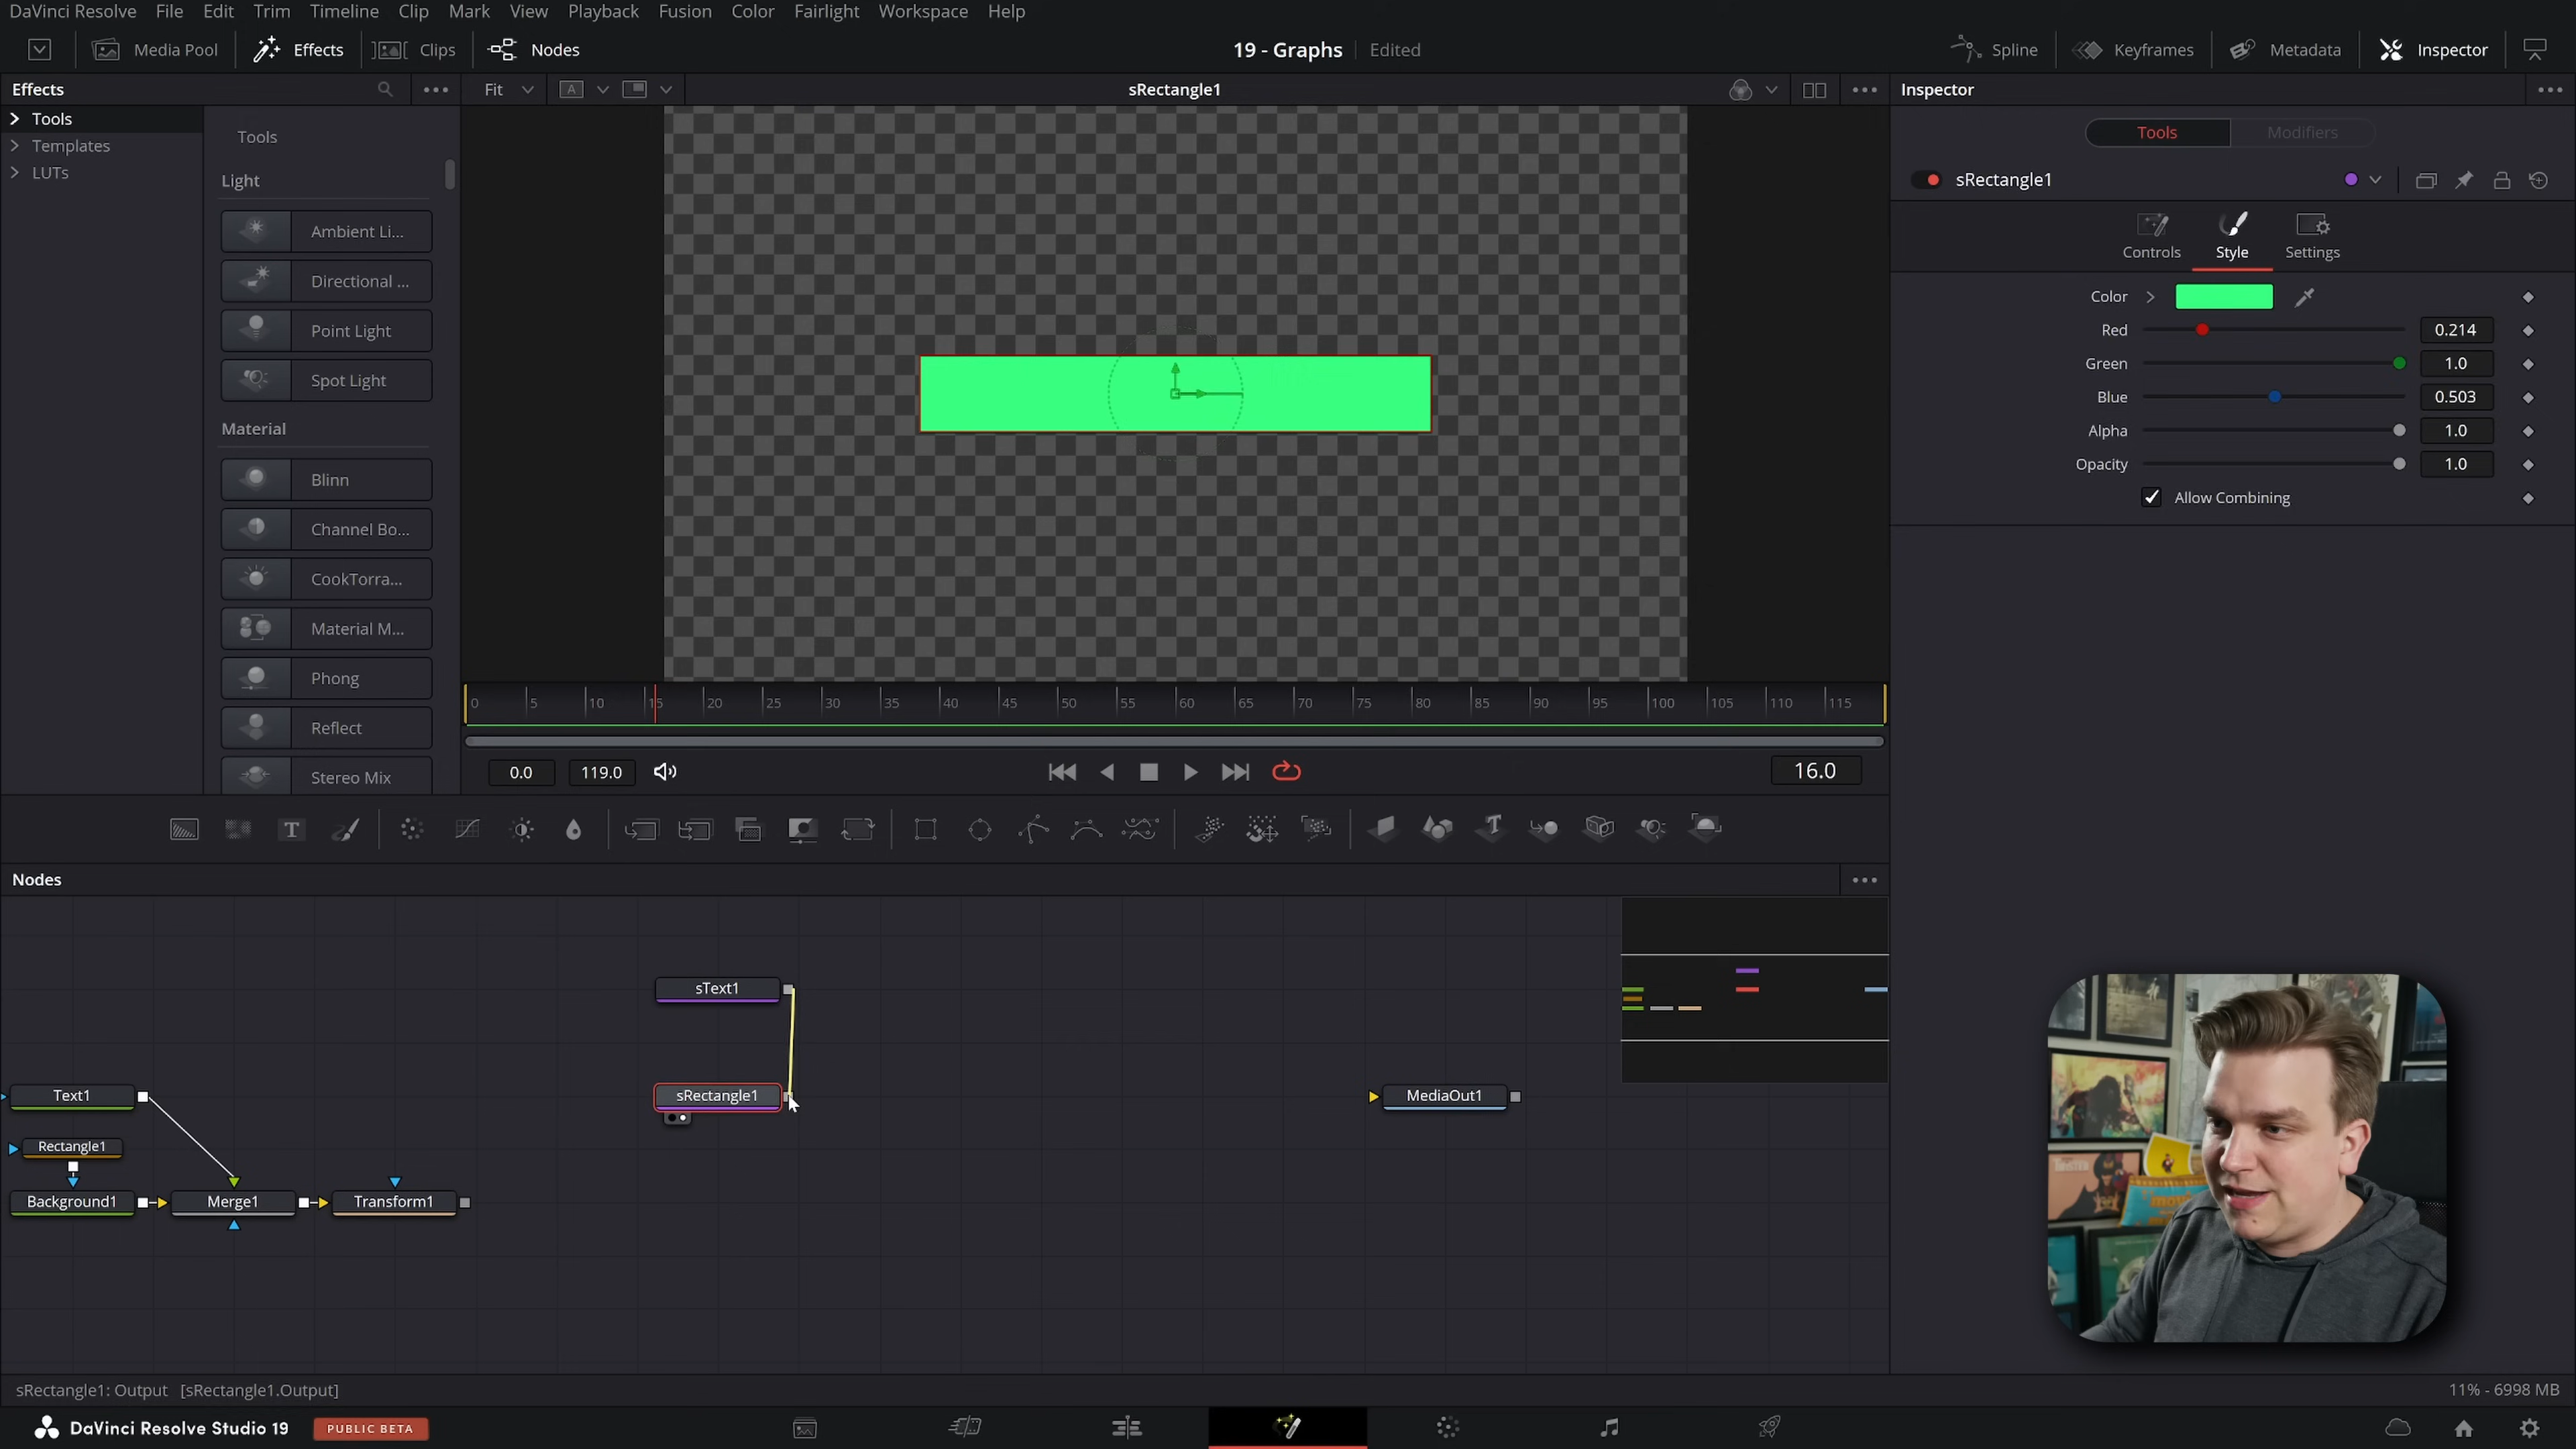 DaVinci Resolve File Edit Trim Timeline Clip Mark View Playback Fusion Color Fairlight Workspace Help
Media Pool Effects Clips Nodes 19 - Graphs Edited Spline Keyframes Metadata Inspector
Effects Fit A sRectangle1 Inspector
Tools
Templates
LUTs
Tools
Light
Ambient Li...
Directional ...
Point Light
Spot Light
Material
Blinn
Channel Bo...
CookTorra...
Material M...
Phong
Reflect
Stereo Mix
Tools Modifiers
sRectangle1
Controls Style Settings
Color
Red 0.214
Green 1.0
Blue 0.503
Alpha 1.0
Opacity 1.0
Allow Combining
0 5 10 15 20 25 30 35 40 45 50 55 60 65 70 75 80 85 90 95 100 105 110 115
0.0 119.0 16.0
T
Nodes
sText1
sRectangle1
MediaOut1
Text1
Rectangle1
Background1 Merge1 Transform1
sRectangle1: Output [sRectangle1.Output] 11% - 6998 MB
DaVinci Resolve Studio 19 PUBLIC BETA